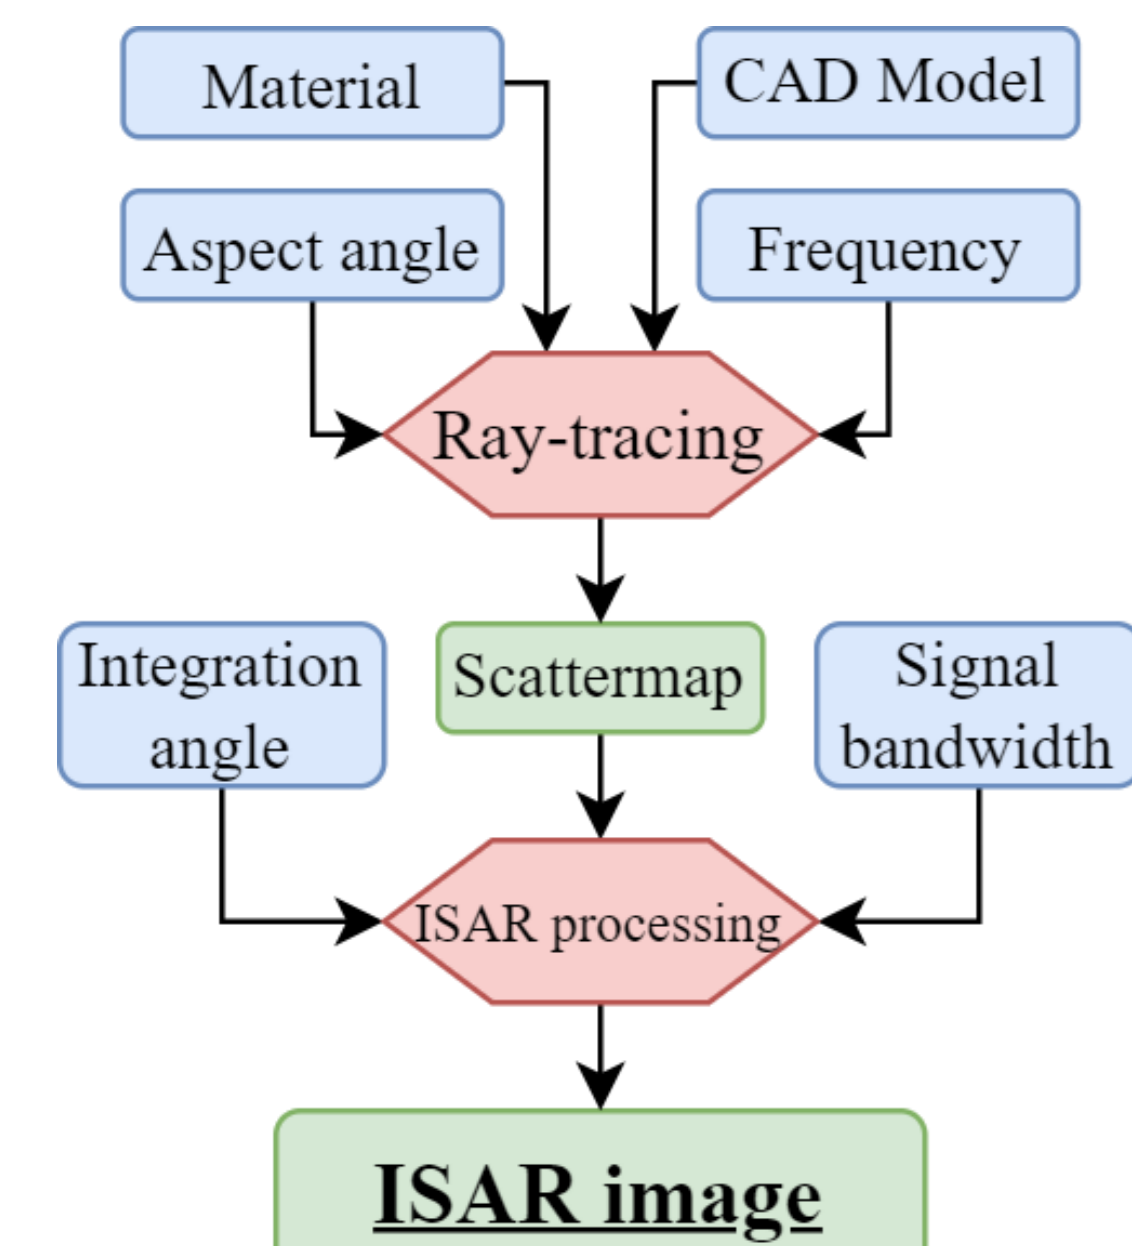 Material
CAD Model
Aspect angle
Frequency
Ray-tracing
Integration
angle
Scattermap
Signal
bandwidth
ISAR processing
ISAR image